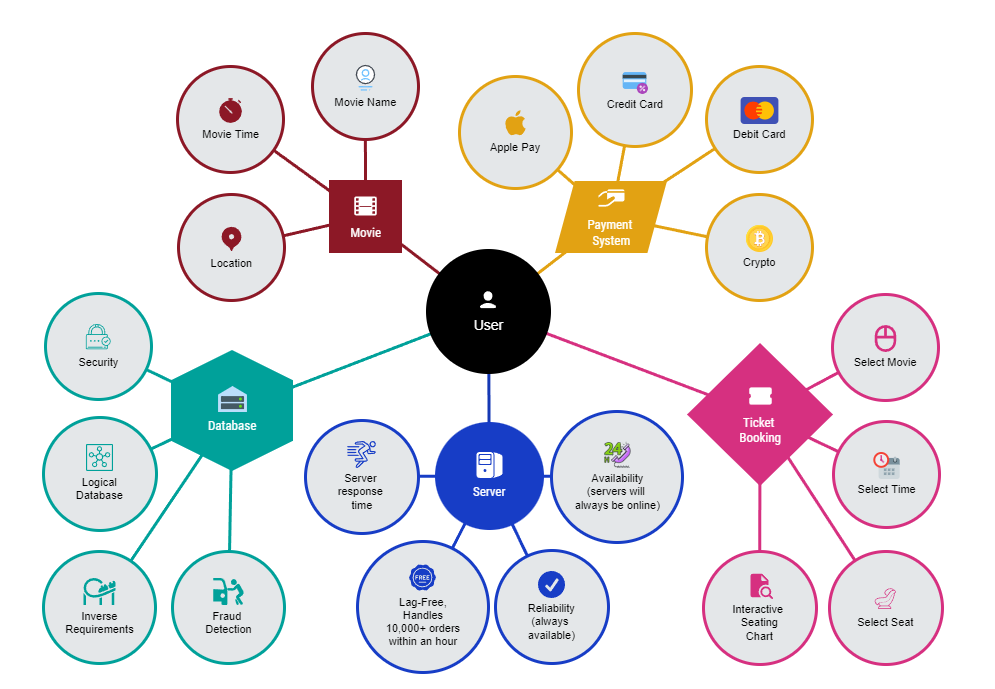 Movie Name
Movie Time
Location
Movie
Apple Pay
Credit Card
Debit Card
Crypto
Payment
System
User
Security
Logical
Database
Inverse
Requirements
Fraud
Detection
Database
Server
response
time
Server
Availability
(servers will
always be online)
24
H
FREE
Lag-Free,
Handles
10,000+ orders
within an hour
Reliability
(always
available)
Ticket
Booking
Select Movie
Select Time
Interactive
Seating
Chart
Select Seat